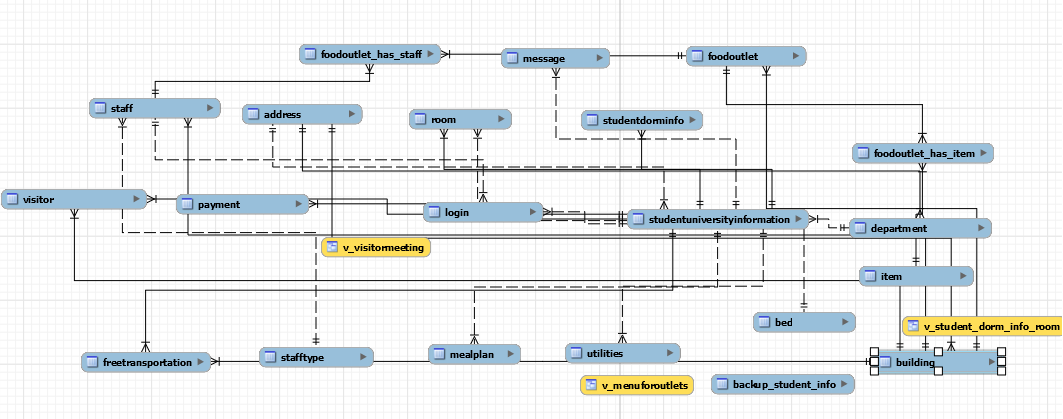 foodoutlet_has_staff
message
foodoutlet
staff
address
room
studentdorminfo
foodoutlet_has_item
visitor
payment
login
studentuniversityinformation
department
v_visitormeeting
item
bed
v_student_dorm_info_room
freetransportation
stafftype
mealplan
utilities
building
v_menuforoutlets
backup_student_info